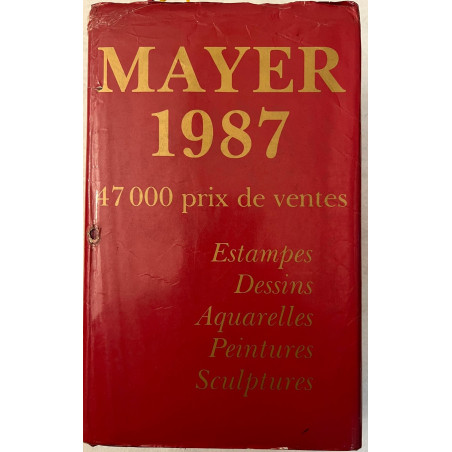 MAYER
1987
47 000 prix de ventes
Estampes
Dessins
Aquarelles
Peintures
Sculptures